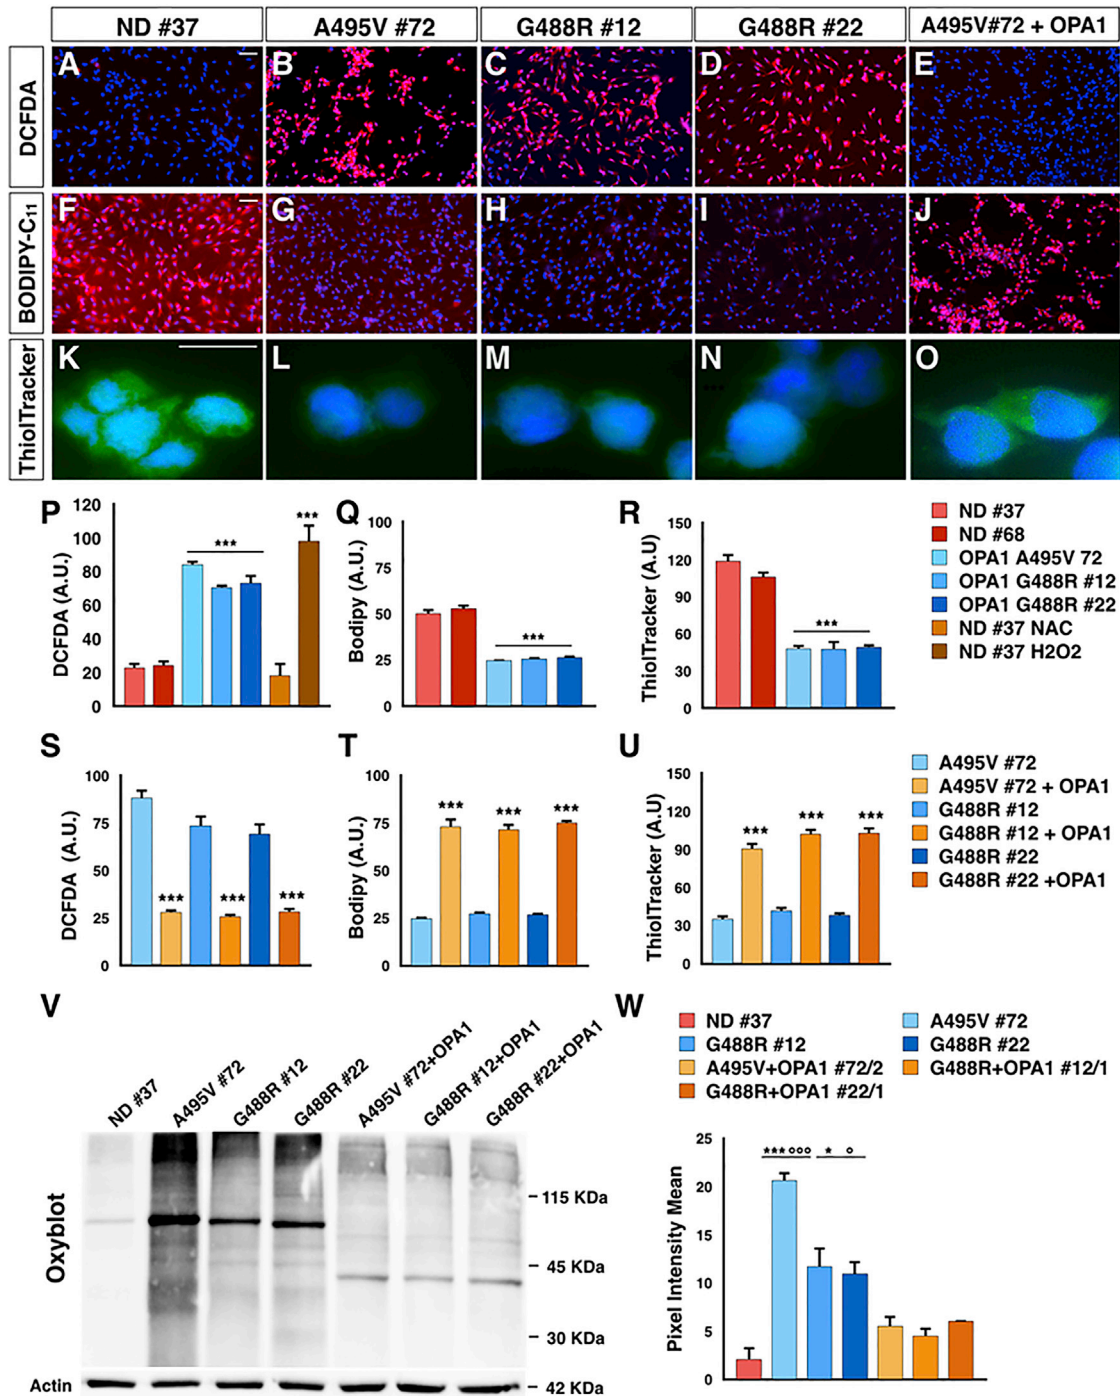 ND #37 A495V #72 G488R #12 G488R #22 A495V#72 + OPA1
DCFDA
A B C D E
BODIPY-C11
F G H I J
ThiolTracker
K L M N O
P
DCFDA (A.U.)
120
100
80
60
40
20
0
***
***
Q
Bodipy (A.U.)
100
75
50
25
0
***
R
ThiolTracker (A.U)
150
120
90
60
30
0
***
ND #37
ND #68
OPA1 A495V 72
OPA1 G488R #12
OPA1 G488R #22
ND #37 NAC
ND #37 H2O2
S
DCFDA (A.U.)
100
75
50
25
0
*** *** ***
T
Bodipy (A.U.)
100
75
50
25
0
*** *** ***
U
ThiolTracker (A.U)
150
120
90
60
30
0
*** *** ***
A495V #72
A495V #72 + OPA1
G488R #12
G488R #12 + OPA1
G488R #22
G488R #22 +OPA1
V
ND #37
A495V #72
G488R #12
G488R #22
A495V #72+OPA1
G488R #12+OPA1
G488R #22+OPA1
Oxyblot
115 KDa
45 KDa
30 KDa
Actin
42 KDa
W
ND #37 A495V #72
G488R #12 G488R #22
A495V+OPA1 #72/2 G488R+OPA1 #12/1
G488R+OPA1 #22/1
Pixel Intensity Mean
25
20
15
10
5
0
***°°° * °